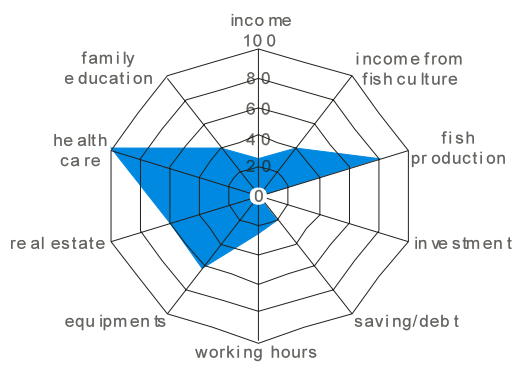 income
100
family
education
income from
fish culture
80
60
health
care
40
fish
production
20
0
real estate
investment
equipments
saving/debt
working hours